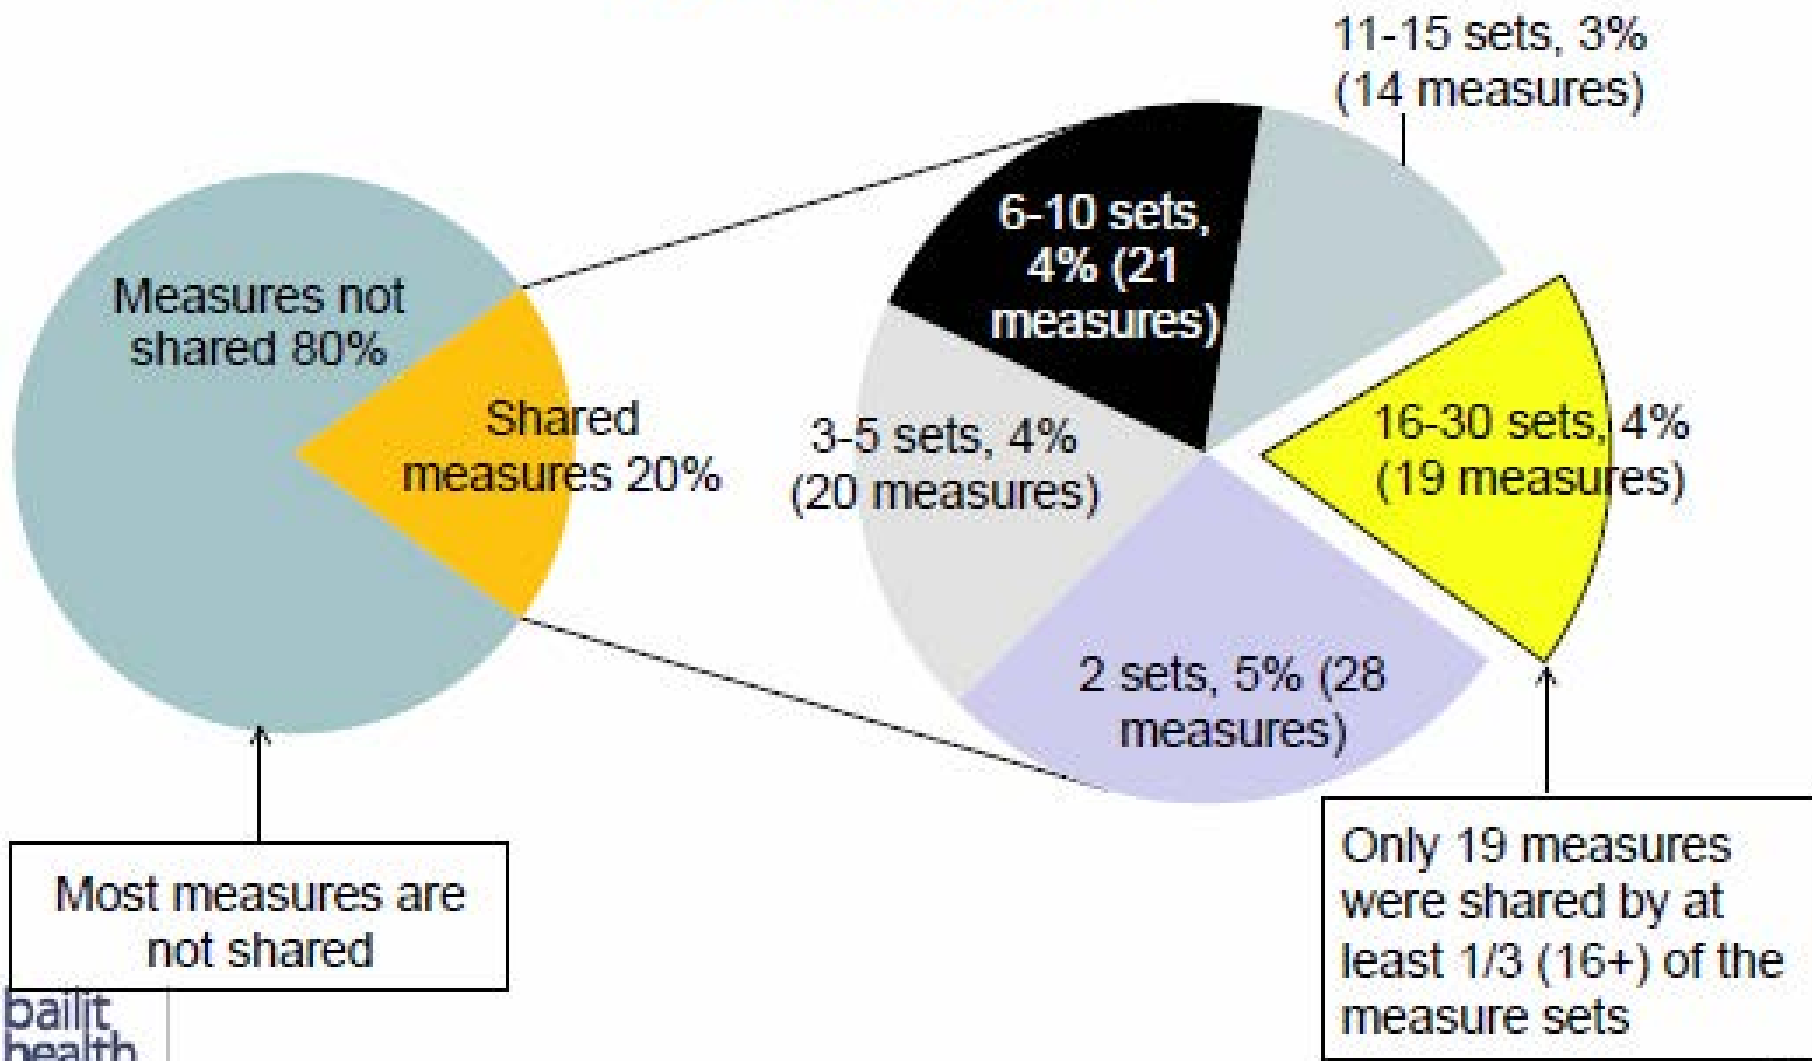 11-15 sets, 3%
(14 measures)
6-10 sets,
4% (21
measures)
Measures not
shared 80%
Shared
measures 20%
3-5 sets, 4%
(20 measures)
16-30 sets, 4%
(19 measures)
2 sets, 5% (28
measures)
Most measures are
not shared
Only 19 measures
were shared by at
least 1/3 (16+) of the
measure sets
bailit
health